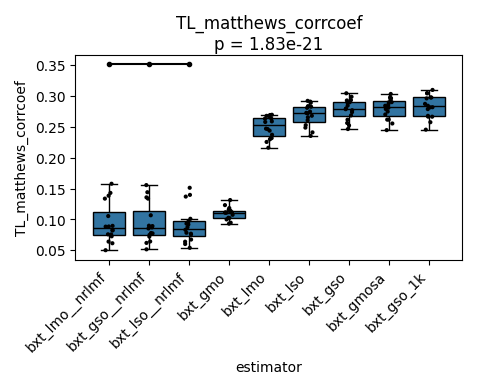 TL_matthews_corrcoef
p = 1.83e-21
TL_matthews_corrcoef
0.35
0.30
0.25
0.20
0.15
0.10
0.05
bxt_lmo__nrlmf
bxt_gso__nrlmf
bxt_lso__nrlmf
bxt_gmo
bxt_lmo
bxt_lso
bxt_gso
bxt_gmosa
bxt_gso_1k
estimator